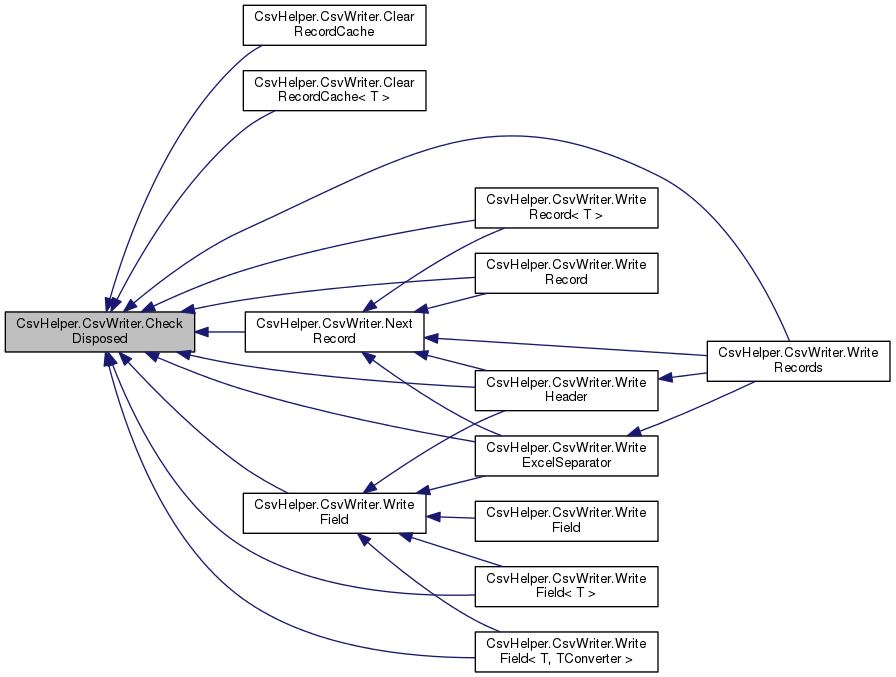 CsvHelper.CsvWriter.Clear
RecordCache
CsvHelper.CsvWriter.Clear
RecordCache< T >
CsvHelper.CsvWriter.Write
Record< T >
CsvHelper.CsvWriter.Write
Record
CsvHelper.CsvWriter.Check
Disposed
CsvHelper.CsvWriter.Next
Record
CsvHelper.CsvWriter.Write
Records
CsvHelper.CsvWriter.Write
Header
CsvHelper.CsvWriter.Write
ExcelSeparator
CsvHelper.CsvWriter.Write
Field
CsvHelper.CsvWriter.Write
Field
CsvHelper.CsvWriter.Write
Field< T >
CsvHelper.CsvWriter.Write
Field< T, TConverter >